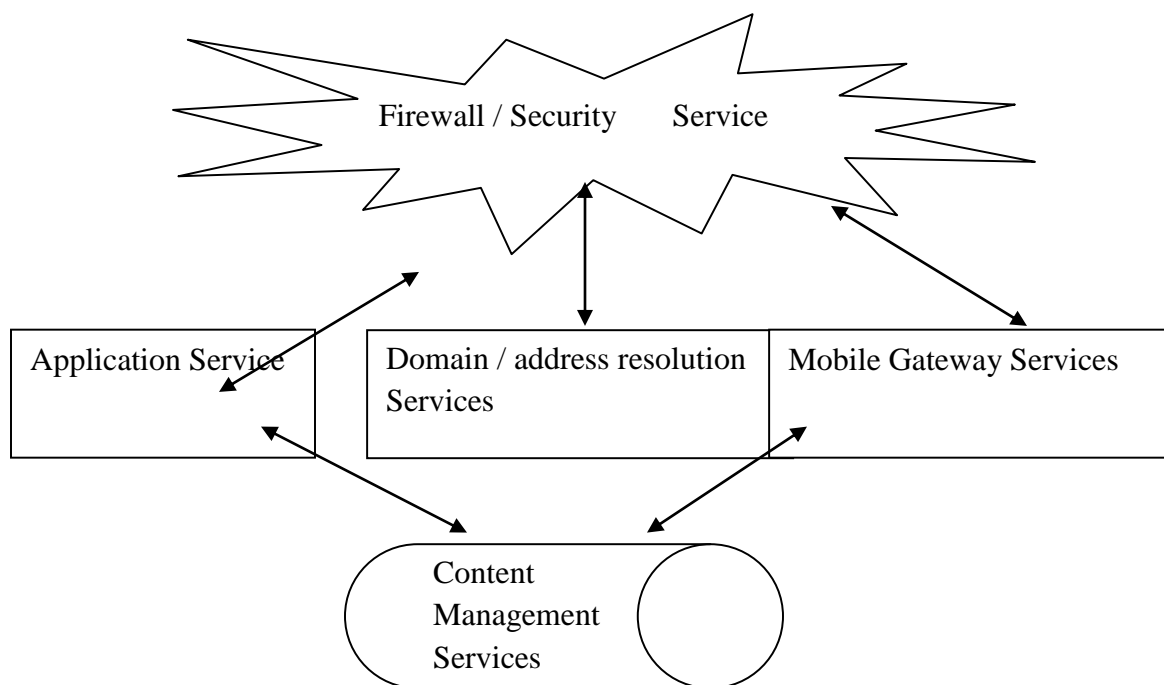 Firewall / Security Service
Application Service
Domain / address resolution
Services
Mobile Gateway Services
Content
Management
Services